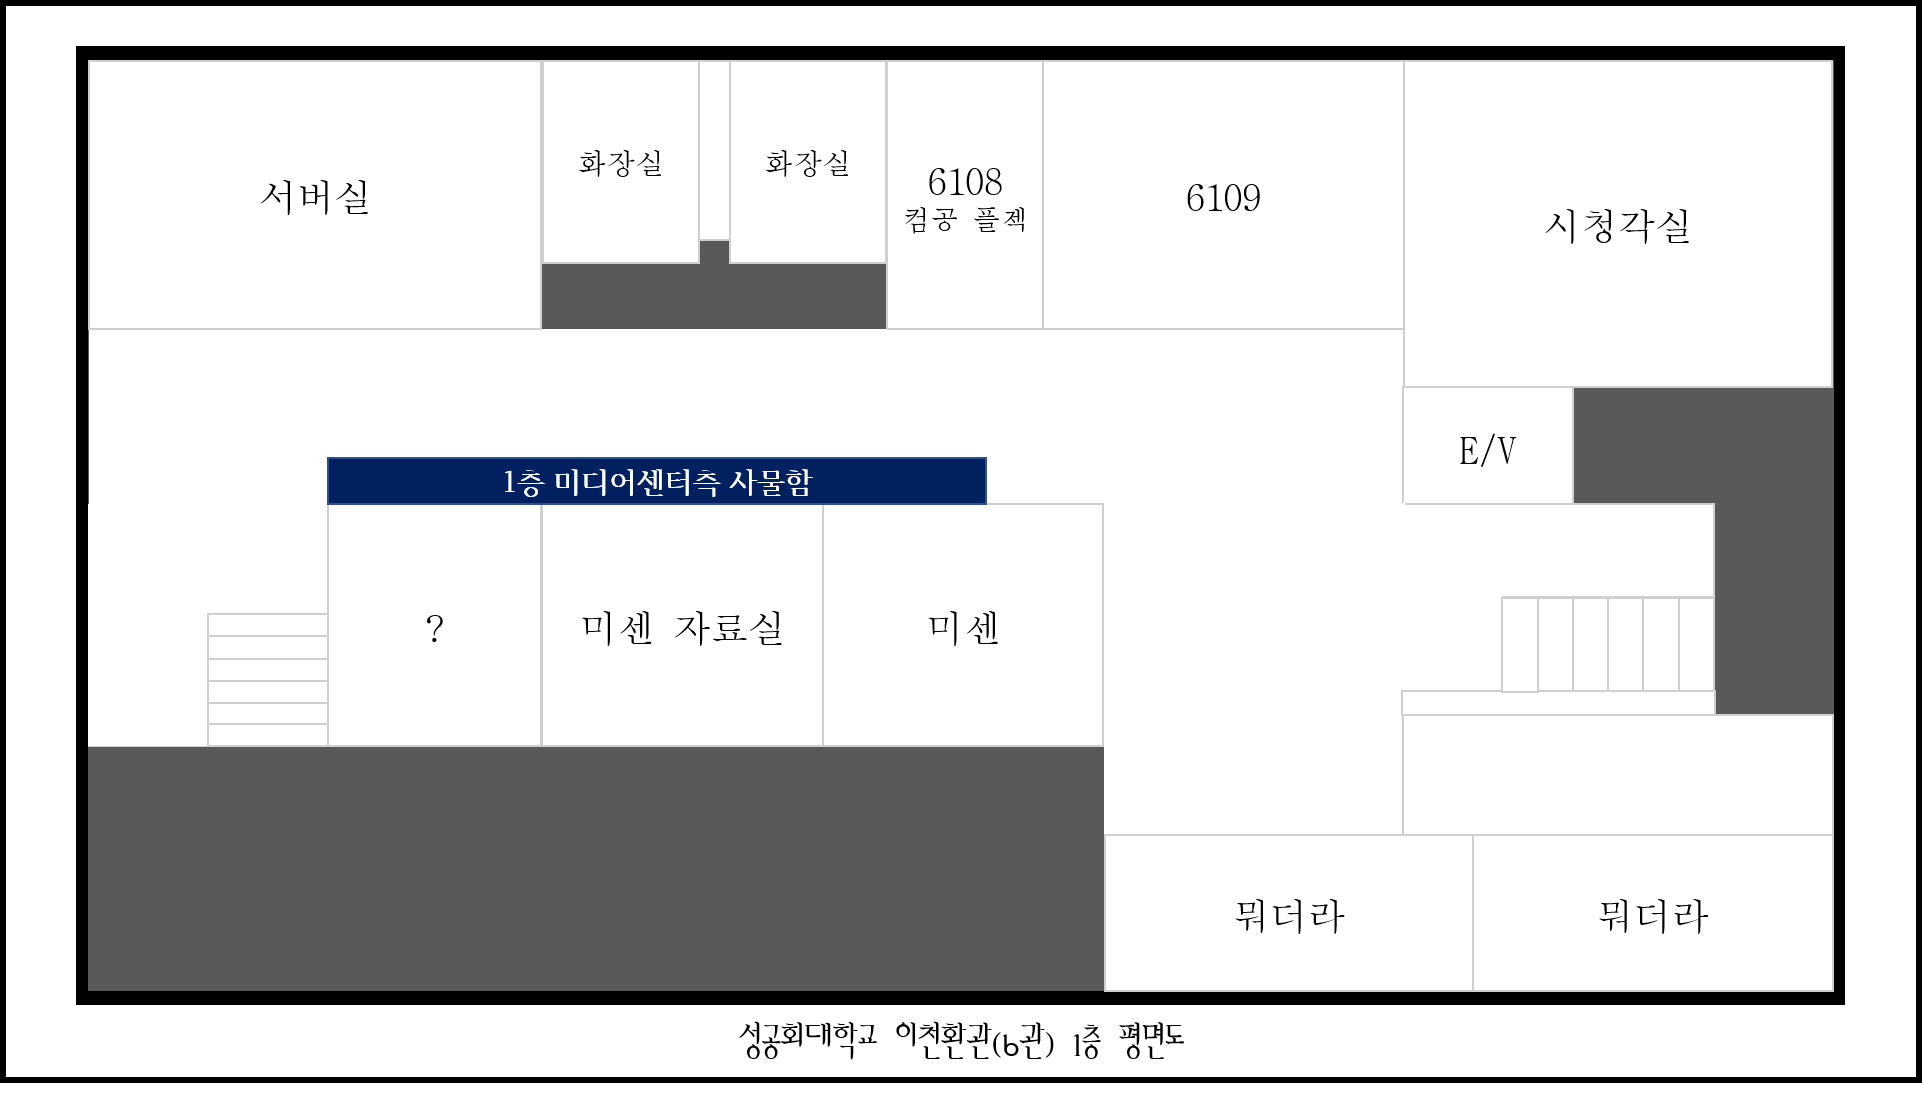 서버실
화장실
화장실
6108
컴공 플젝
6109
시청각실
E/V
1층 미디어센터측 사물함
?
미센 자료실
미센
뭐더라
뭐더라
성공회대학교 이천환관(6관) 1층 평면도